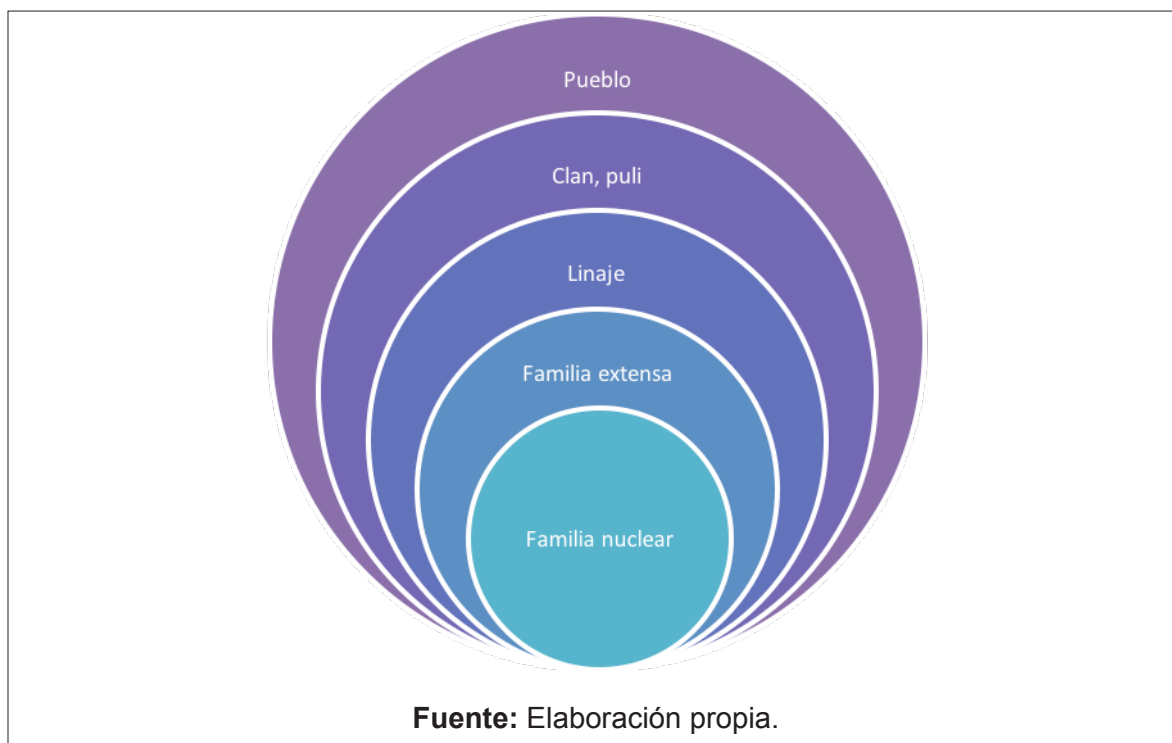 Pueblo
Clan, puli
Linaje
Familia extensa
Familia nuclear
Fuente: Elaboración propia.